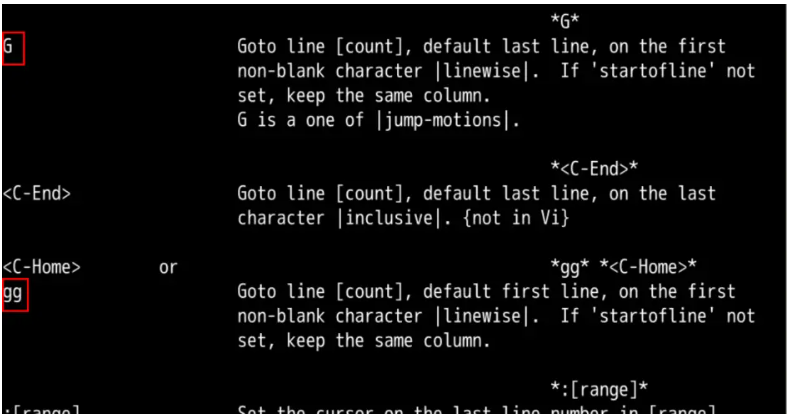 *G*
G Goto line [count], default last line, on the first
non-blank character |linewise|. If 'startofline' not
set, keep the same column.
G is a one of |jump-motions|.
*<C-End>*
<C-End> Goto line [count], default last line, on the last
character |inclusive|. {not in Vi}
<C-Home> or *gg* *<C-Home>*
gg Goto line [count], default first line, on the first
non-blank character |linewise|. If 'startofline' not
set, keep the same column.
*:[range]*
:[range] Set the cursor on the last line number in [range].